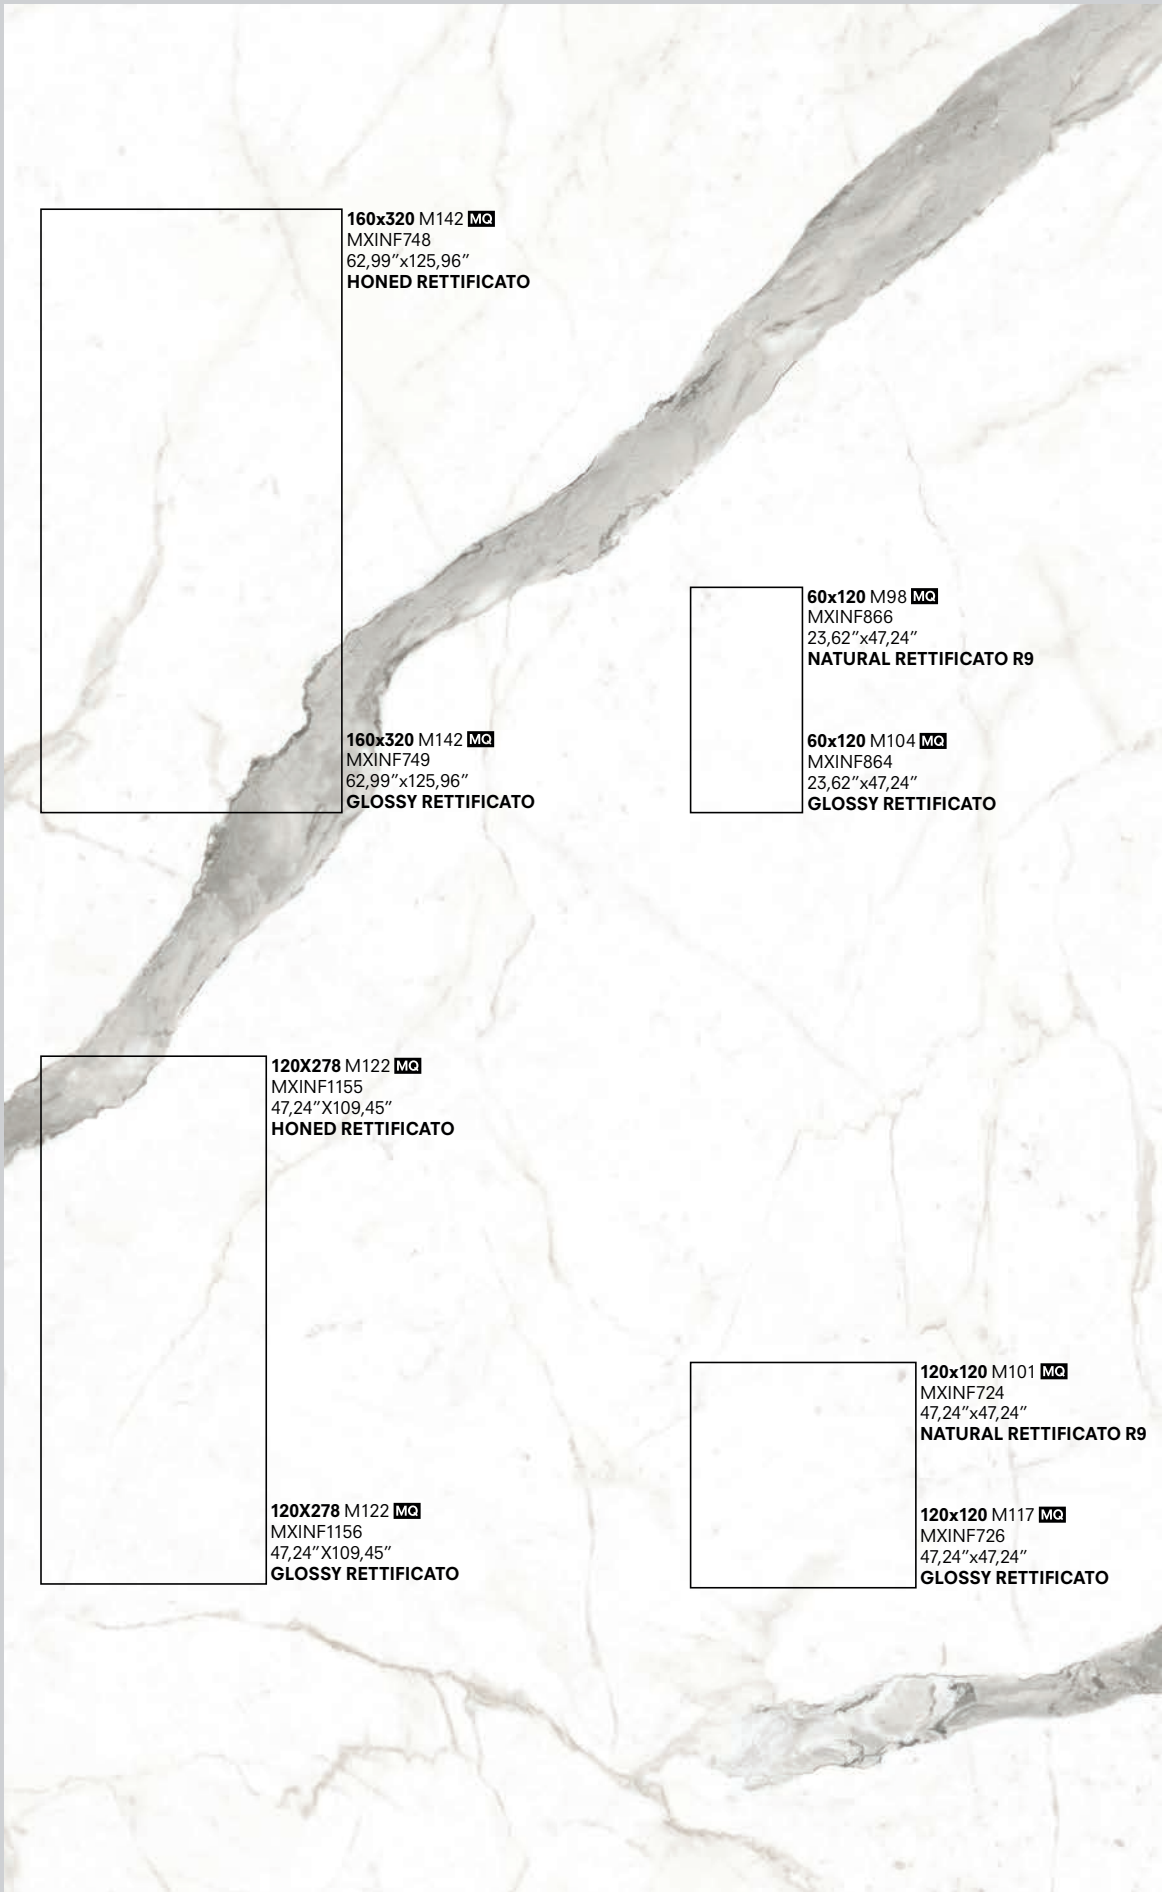 160x320 M142 MQ
MXINF748
62,99”x125,96”
HONED RETTIFICATO
160x320 M142 MQ
MXINF749
62,99”x125,96”
GLOSSY RETTIFICATO
60x120 M98 MQ
MXINF866
23,62”x47,24”
NATURAL RETTIFICATO R9
60x120 M104 MQ
MXINF864
23,62”x47,24”
GLOSSY RETTIFICATO
120X278 M122 MQ
MXINF1155
47,24”X109,45”
HONED RETTIFICATO
120X278 M122 MQ
MXINF1156
47,24”X109,45”
GLOSSY RETTIFICATO
120x120 M101 MQ
MXINF724
47,24”x47,24”
NATURAL RETTIFICATO R9
120x120 M117 MQ
MXINF726
47,24”x47,24”
GLOSSY RETTIFICATO